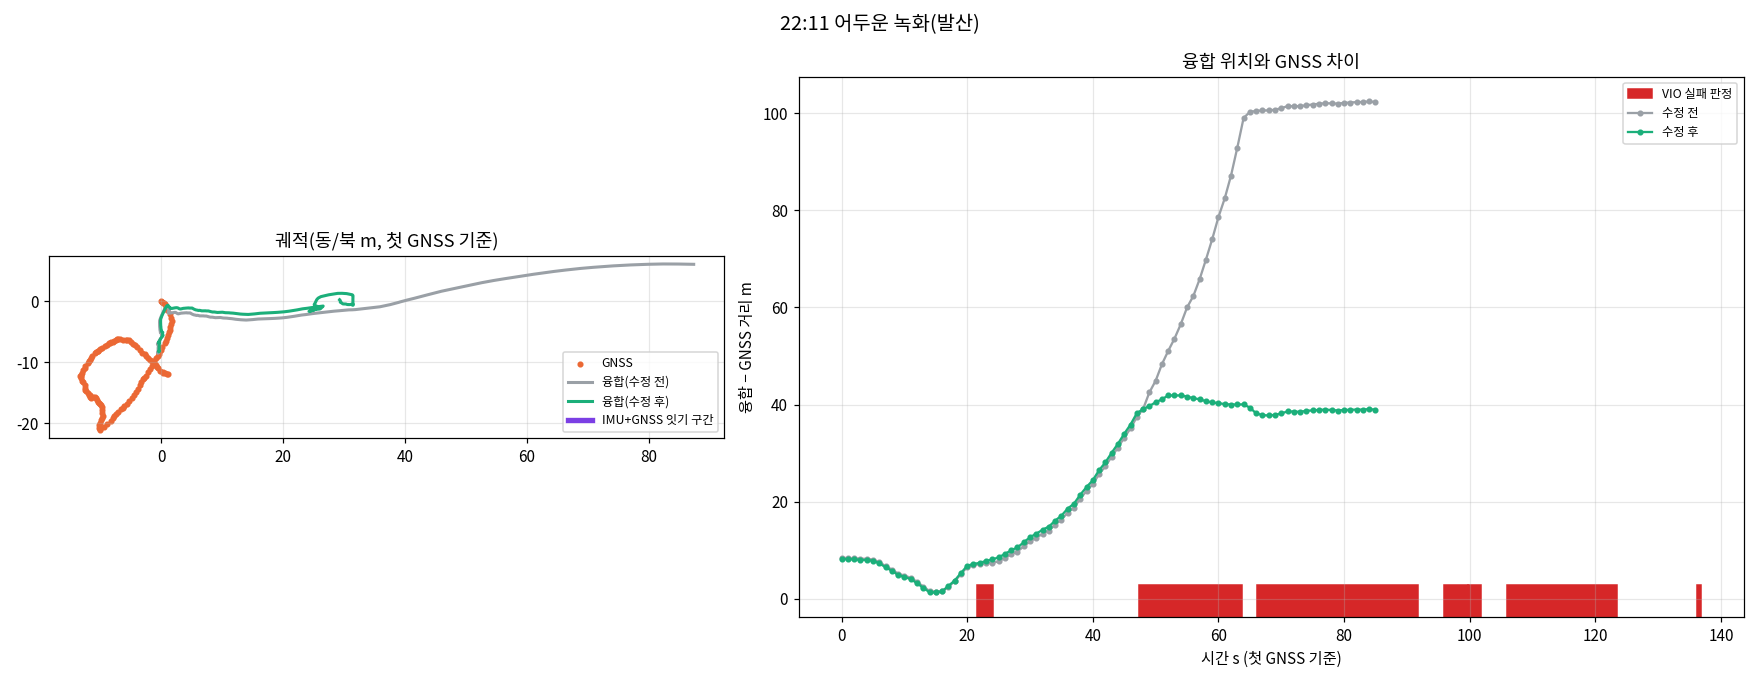 22:11 어두운 녹화(발산)
궤적(동/북 m, 첫 GNSS 기준)
0
-10
-20
0
20
40
60
80
GNSS
융합(수정 전)
융합(수정 후)
IMU+GNSS 잇기 구간
융합 위치와 GNSS 차이
융합 − GNSS 거리 m
100
80
60
40
20
0
0
20
40
60
80
100
120
140
시간 s (첫 GNSS 기준)
VIO 실패 판정
수정 전
수정 후